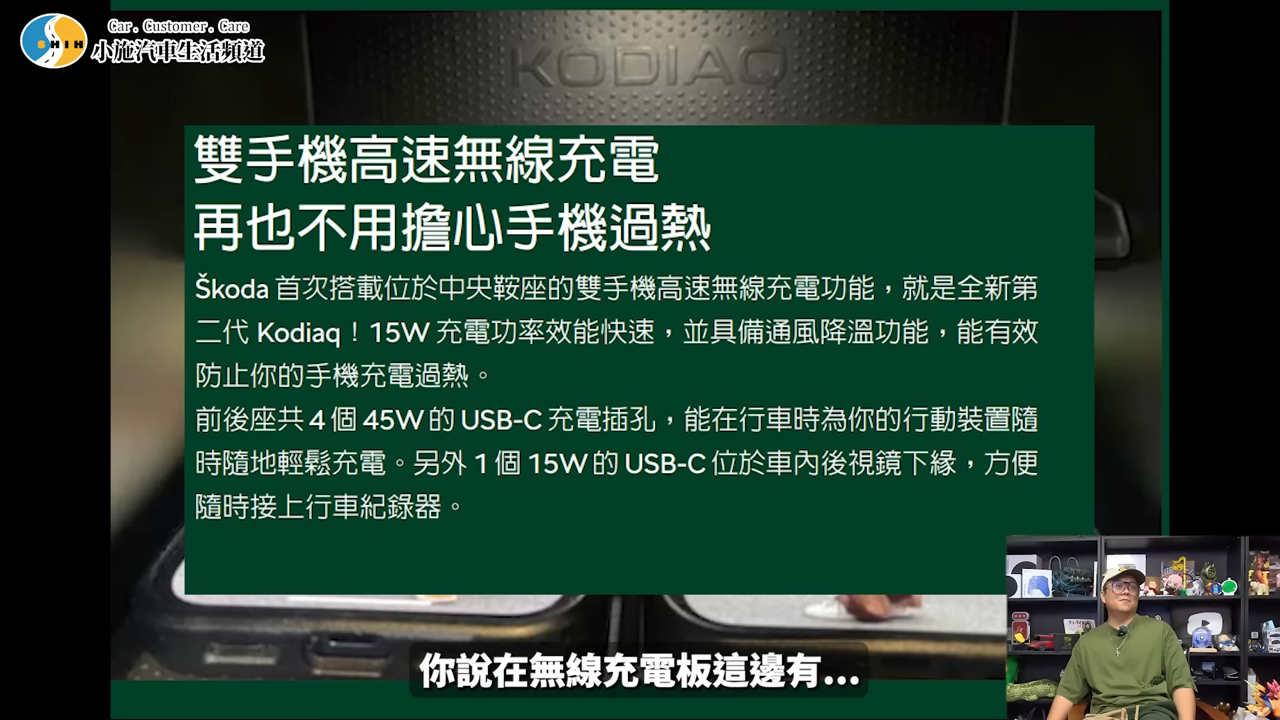 Car. Customer. Care
SHIH
小施汽車生活頻道
KODIAQ
雙手機高速無線充電
再也不用擔心手機過熱
Škoda 首次搭載位於中央鞍座的雙手機高速無線充電功能，就是全新第
二代 Kodiaq！15W 充電功率效能快速，並具備通風降溫功能，能有效
防止你的手機充電過熱。
前後座共 4 個 45W 的 USB-C 充電插孔，能在行車時為你的行動裝置隨
時隨地輕鬆充電。另外 1 個 15W 的 USB-C 位於車內後視鏡下緣，方便
隨時接上行車紀錄器。
你說在無線充電板這邊有...